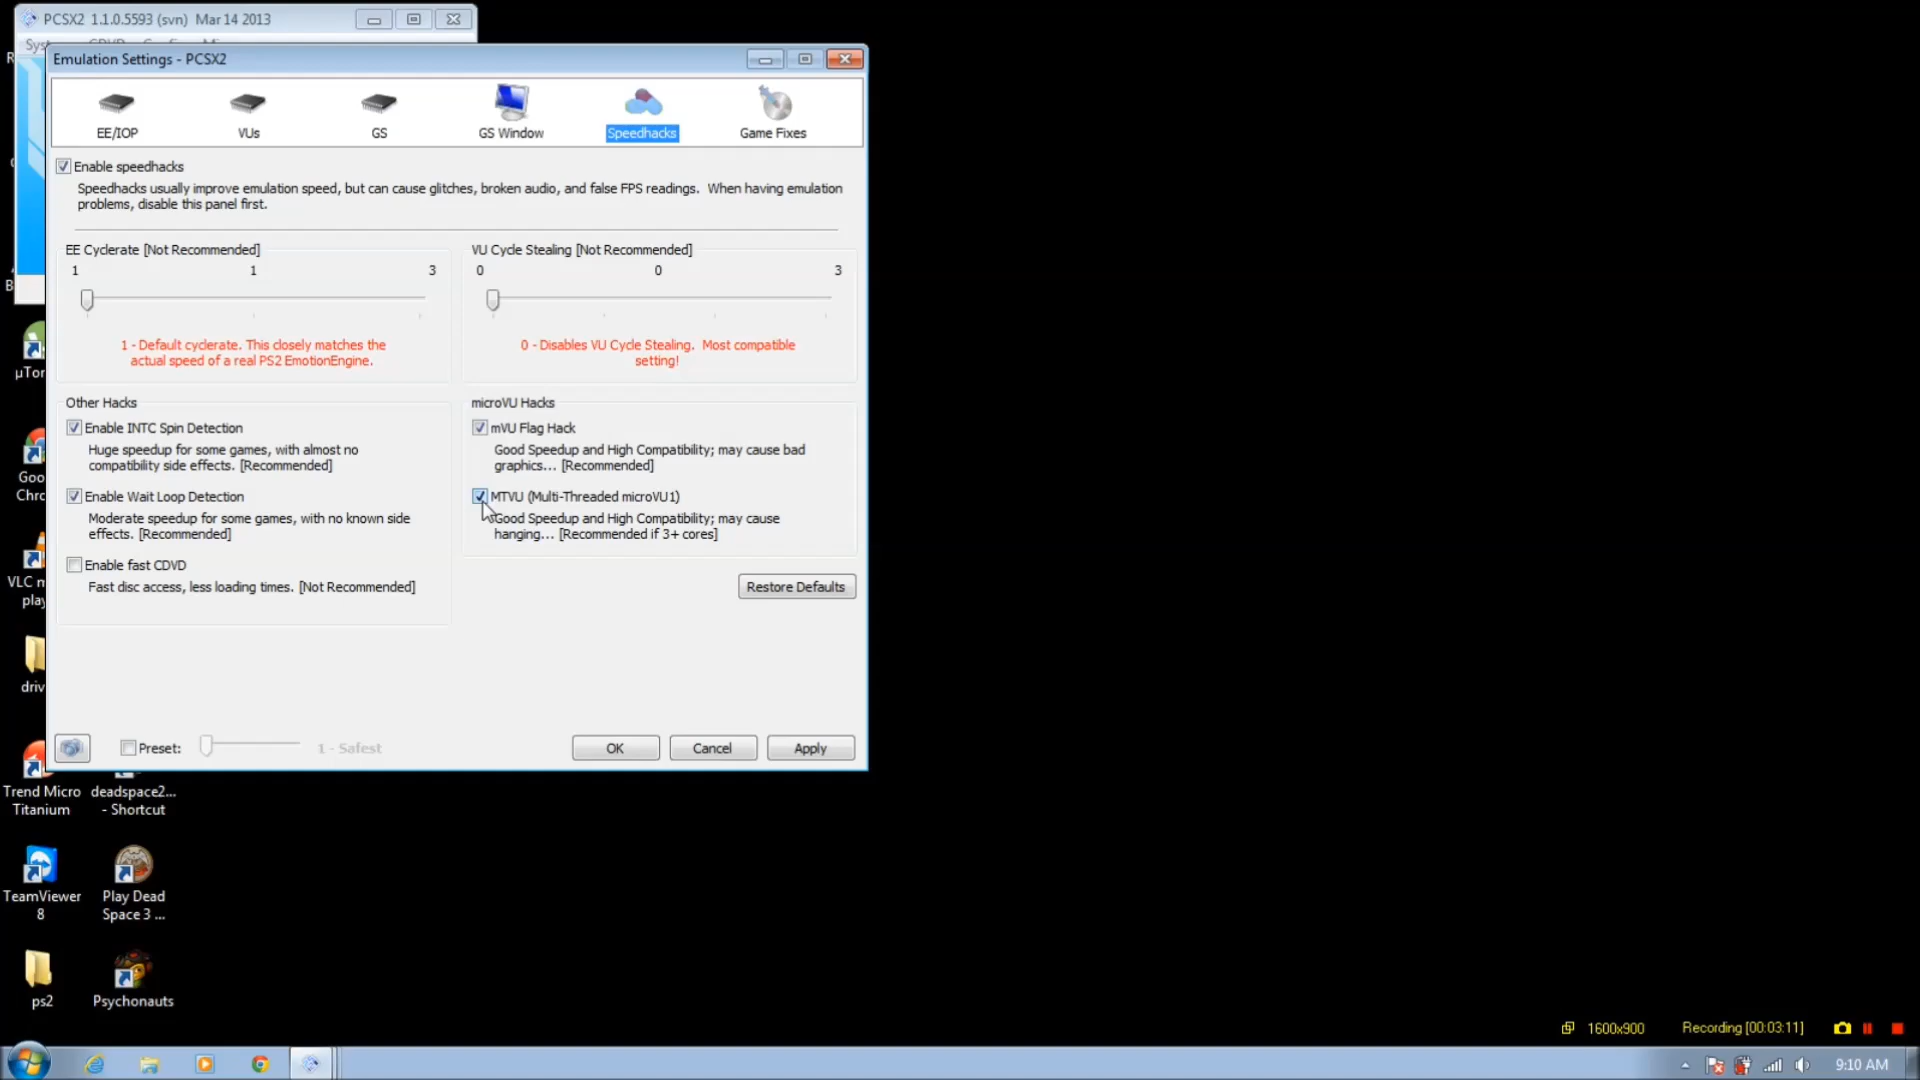 PCSX2 1.1.0.5593 (svn) Mar 14 2013
Emulation Settings - PCSX2
EE/IOP
VUs
GS
GS Window
Speedhacks
Game Fixes
Enable speedhacks
Speedhacks usually improve emulation speed, but can cause glitches, broken audio, and false FPS readings. When having emulation
problems, disable this panel first.
EE Cyclerate [Not Recommended]
1
1
3
1 - Default cyclerate. This closely matches the
actual speed of a real PS2 EmotionEngine.
VU Cycle Stealing [Not Recommended]
0
0
3
0 - Disables VU Cycle Stealing. Most compatible
setting!
Other Hacks
Enable INTC Spin Detection
Huge speedup for some games, with almost no
compatibility side effects. [Recommended]
Enable Wait Loop Detection
Moderate speedup for some games, with no known side
effects. [Recommended]
Enable fast CDVD
Fast disc access, less loading times. [Not Recommended]
microVU Hacks
mVU Flag Hack
Good Speedup and High Compatibility; may cause bad
graphics... [Recommended]
MTVU (Multi-Threaded microVU1)
Good Speedup and High Compatibility; may cause
hanging... [Recommended if 3+ cores]
Restore Defaults
Preset:
1 - Safest
OK
Cancel
Apply
µTor
Goo
Chro
VLC m
play
driv
Trend Micro
Titanium
deadspace2...
- Shortcut
TeamViewer
8
Play Dead
Space 3 ...
ps2
Psychonauts
1600x900
Recording [00:03:11]
9:10 AM